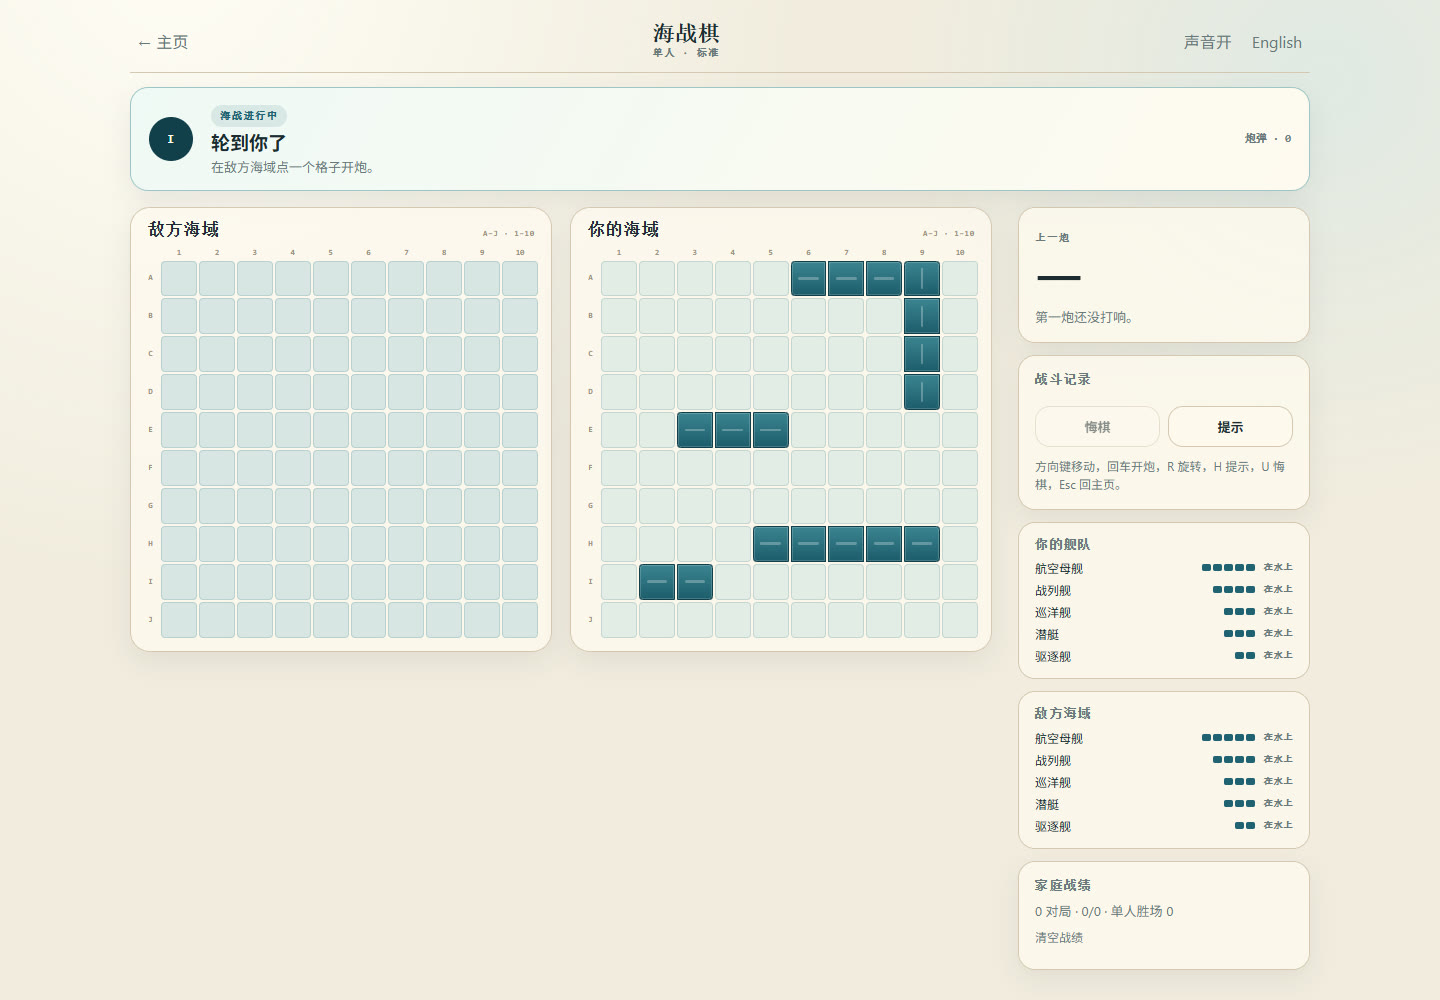 ← 主页
海战棋
单人 · 标准
声音开 English
I
海战进行中
轮到你了
在敌方海域点一个格子开炮。
炮弹 · 0
敌方海域
A-J · 1-10
1 2 3 4 5 6 7 8 9 10
A
B
C
D
E
F
G
H
I
J
你的海域
A-J · 1-10
1 2 3 4 5 6 7 8 9 10
A
B
C
D
E
F
G
H
I
J
上一炮
—
第一炮还没打响。
战斗记录
悔棋 提示
方向键移动，回车开炮，R 旋转，H 提示，U 悔
棋，Esc 回主页。
你的舰队
航空母舰 在水上
战列舰 在水上
巡洋舰 在水上
潜艇 在水上
驱逐舰 在水上
敌方海域
航空母舰 在水上
战列舰 在水上
巡洋舰 在水上
潜艇 在水上
驱逐舰 在水上
家庭战绩
0 对局 · 0/0 · 单人胜场 0
清空战绩